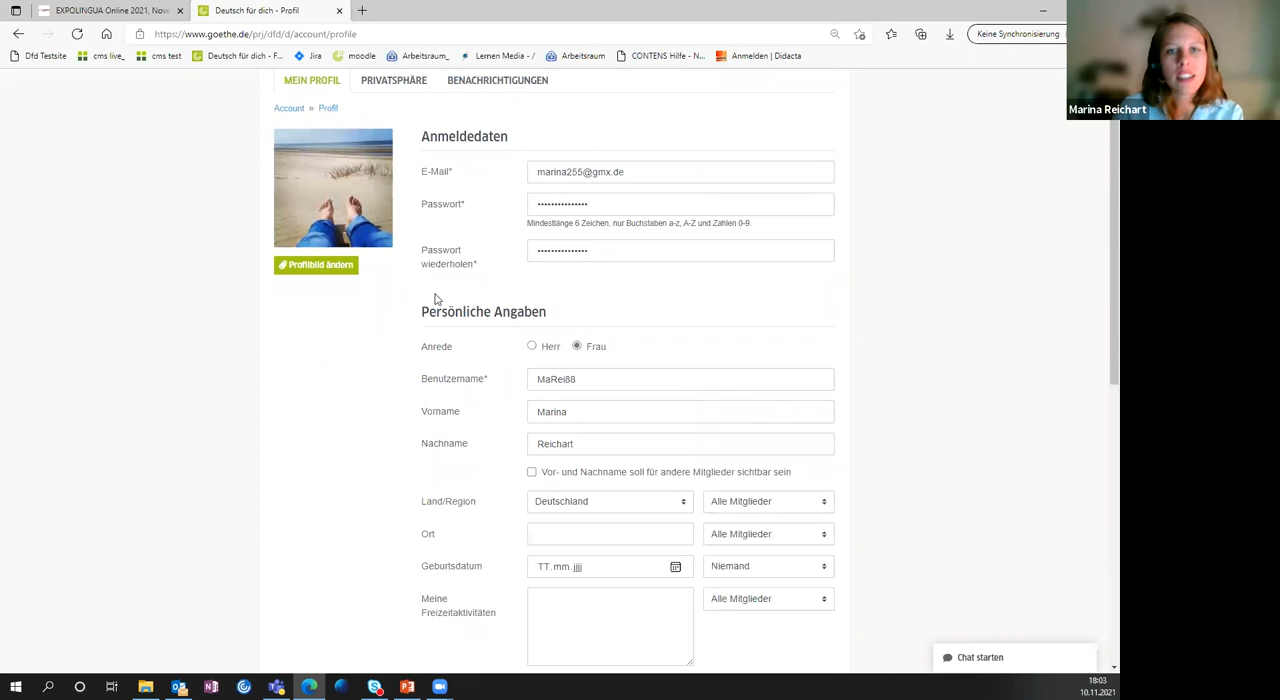 EXPOLINGUA Online 2021, Nove
Deutsch für dich - Profil
https://www.goethe.de/prj/dfd/d/account/profile
Keine Synchronisierung
Dfd Testsite
cms live_
cms test
Deutsch für dich - F...
moodle
Jira
Arbeitsraum_
Lernen Media - /
Arbeitsraum
CONTENS Hilfe - N...
Anmelden | Didacta
Marina Reichart
MEIN PROFIL
PRIVATSPHÄRE
BENACHRICHTIGUNGEN
Account » Profil
Profilbild ändern
Anmeldedaten
E-Mail* marina255@gmx.de
Passwort* •••••••••••••••
Mindestlänge 6 Zeichen, nur Buchstaben a-z, A-Z und Zahlen 0-9.
Passwort
wiederholen* •••••••••••••••
Persönliche Angaben
Anrede Herr Frau
Benutzername* MaRei88
Vorname Marina
Nachname Reichart
Vor- und Nachname soll für andere Mitglieder sichtbar sein
Land/Region Deutschland Alle Mitglieder
Ort Alle Mitglieder
Geburtsdatum TT.mm.jjjj Niemand
Meine Alle Mitglieder
Freizeitaktivitäten
Chat starten
18:03
10.11.2021